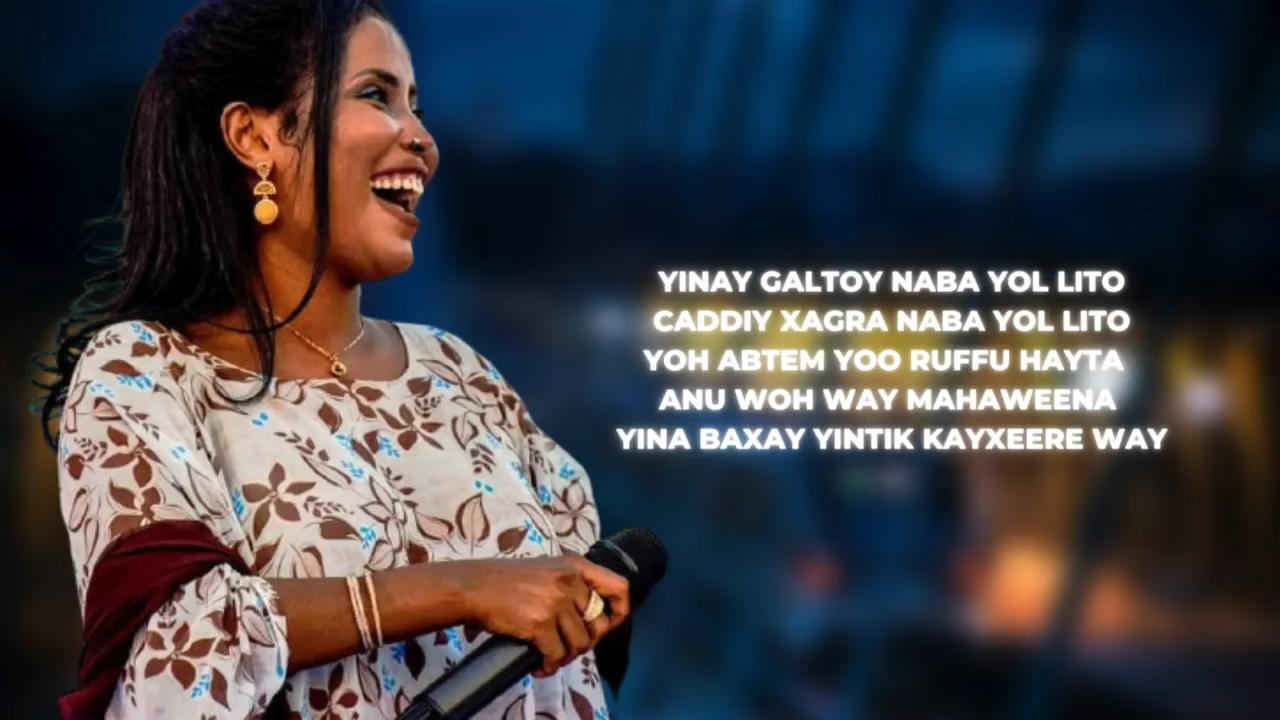 YINAY GALTOY NABA YOL LITO
CADDIY XAGRA NABA YOL LITO
YOH ABTEM YOO RUFFU HAYTA
ANU WOH WAY MAHAWEENA
YINA BAXAY YINTIK KAYXEERE WAY